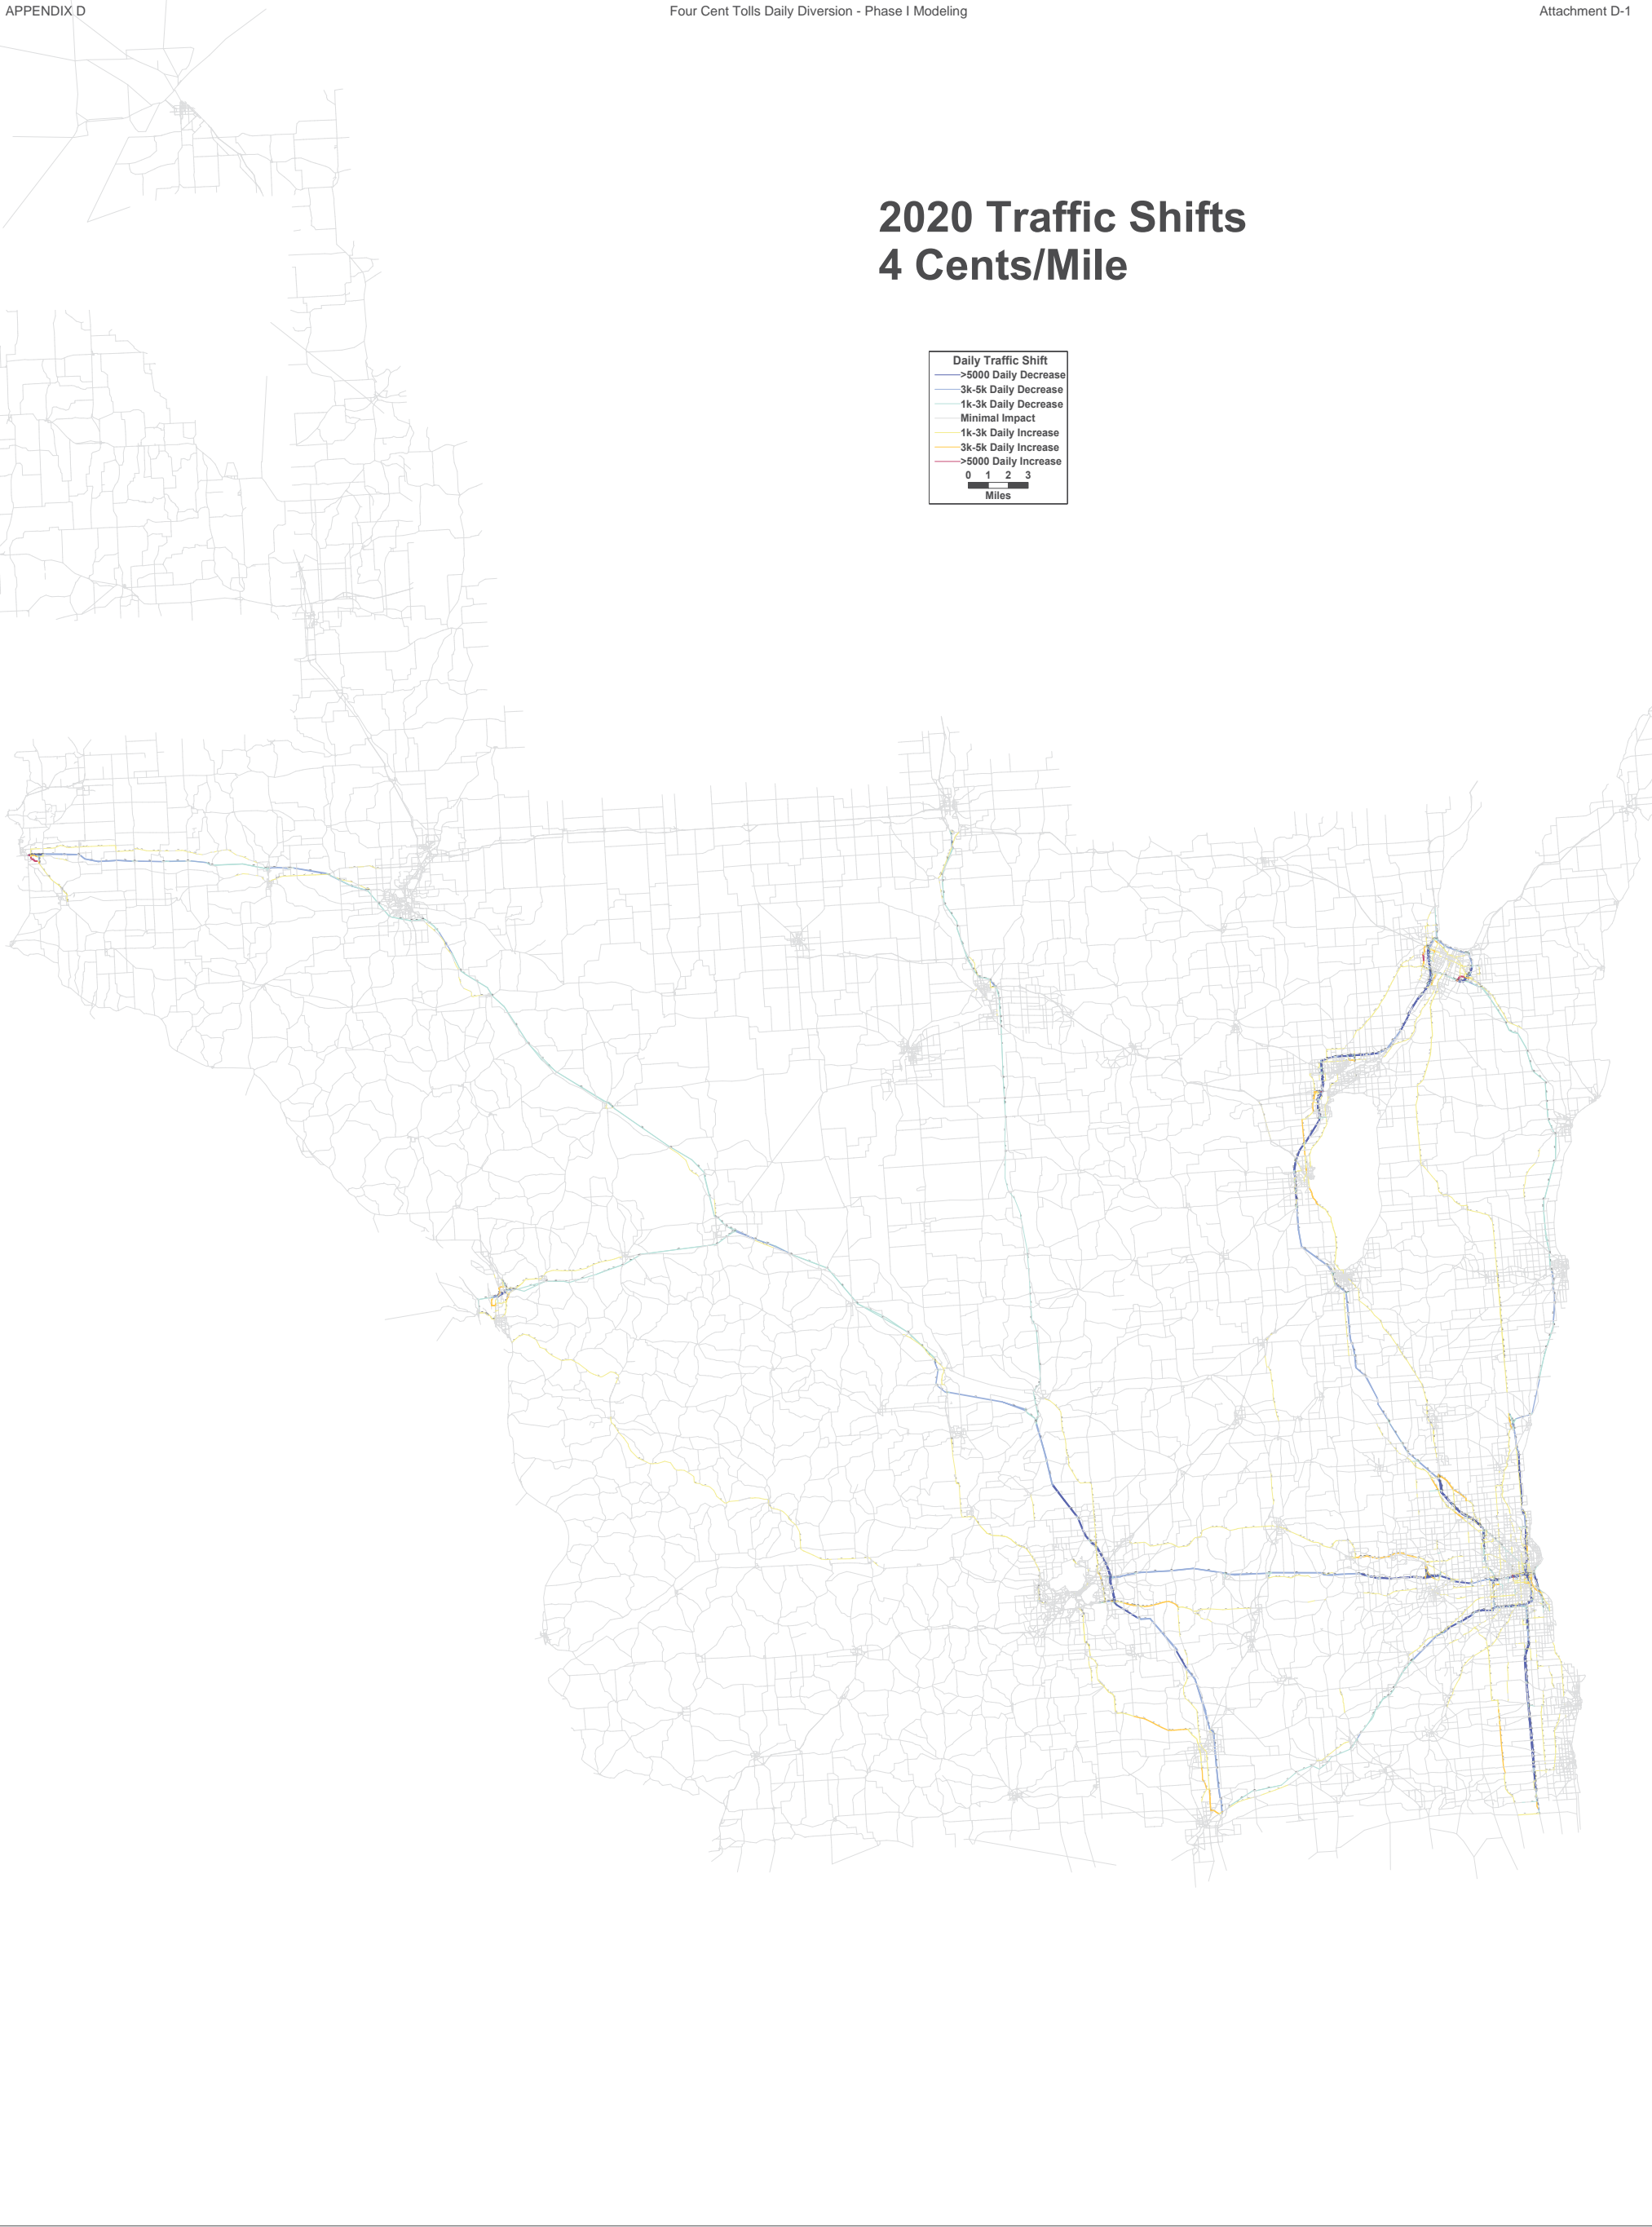 APPENDIX D
Four Cent Tolls Daily Diversion - Phase I Modeling
Attachment D-1
2020 Traffic Shifts
4 Cents/Mile
Daily Traffic Shift
>5000 Daily Decrease
3k-5k Daily Decrease
1k-3k Daily Decrease
Minimal Impact
1k-3k Daily Increase
3k-5k Daily Increase
>5000 Daily Increase
0 1 2 3
Miles